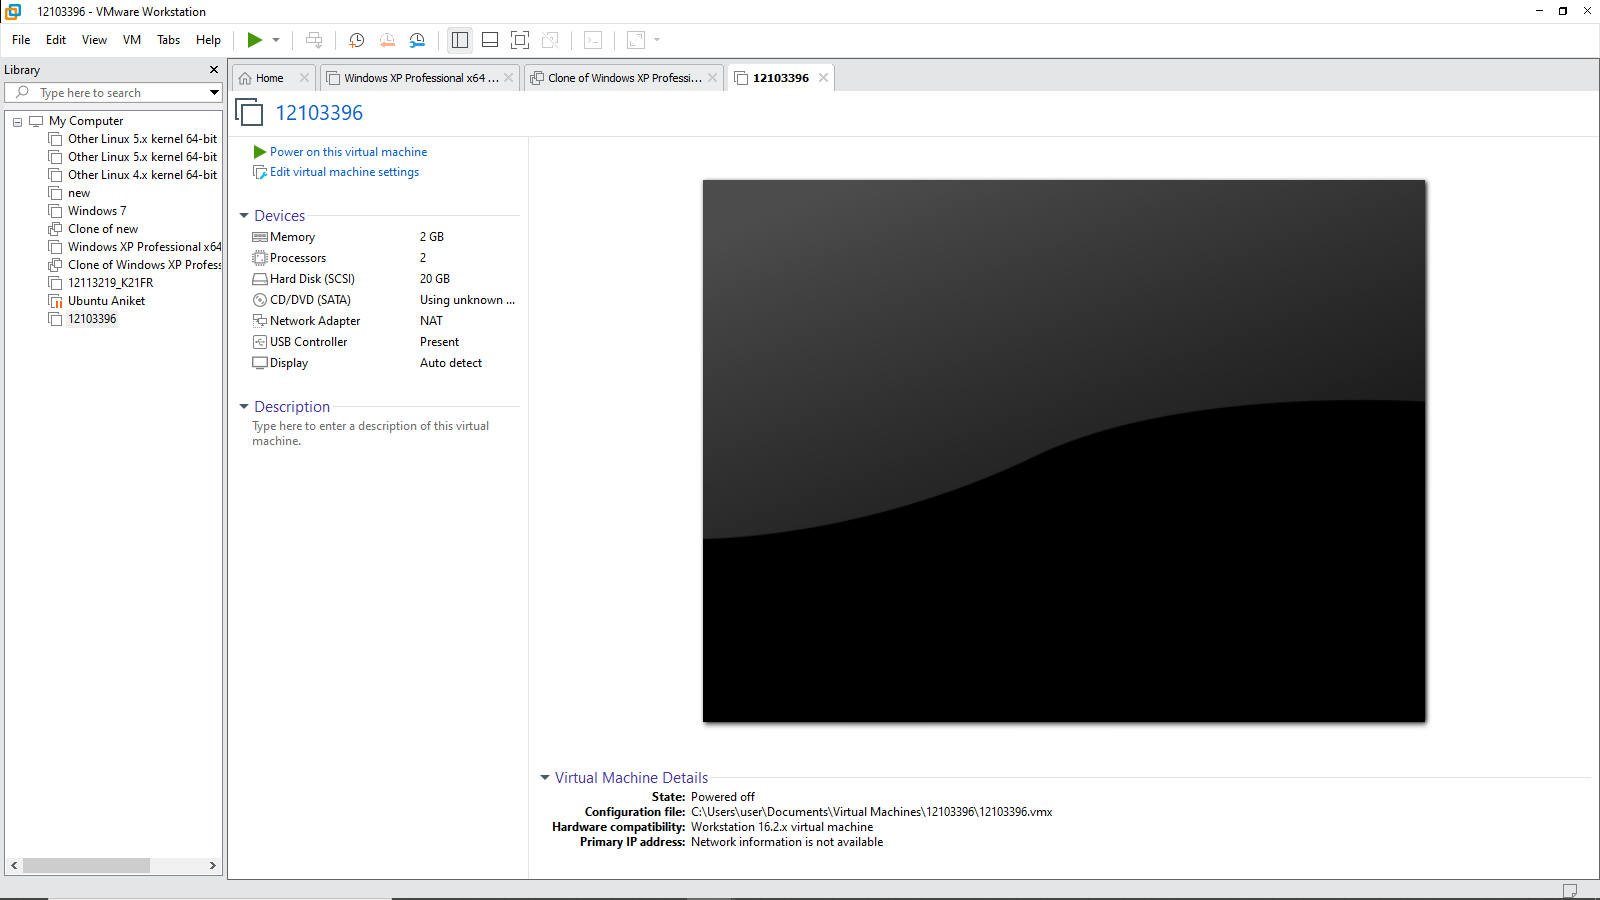 12103396 - VMware Workstation
File Edit View VM Tabs Help
Library
Type here to search
My Computer
Other Linux 5.x kernel 64-bit
Other Linux 5.x kernel 64-bit
Other Linux 4.x kernel 64-bit
new
Windows 7
Clone of new
Windows XP Professional x64
Clone of Windows XP Profess
12113219_K21FR
Ubuntu Aniket
12103396
Home Windows XP Professional x64 ... Clone of Windows XP Professi... 12103396
12103396
Power on this virtual machine
Edit virtual machine settings
Devices
Memory 2 GB
Processors 2
Hard Disk (SCSI) 20 GB
CD/DVD (SATA) Using unknown ...
Network Adapter NAT
USB Controller Present
Display Auto detect
Description
Type here to enter a description of this virtual
machine.
Virtual Machine Details
State: Powered off
Configuration file: C:\Users\user\Documents\Virtual Machines\12103396\12103396.vmx
Hardware compatibility: Workstation 16.2.x virtual machine
Primary IP address: Network information is not available